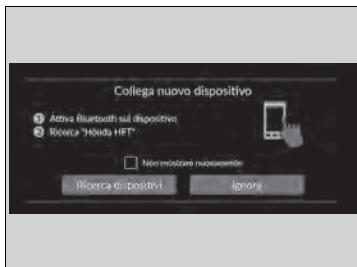 Collega nuovo dispositivo
1 Attiva Bluetooth sul dispositivo
2 Ricerca "Honda HFT"
Non mostrare nuovamente
Ricerca dispositivi
Ignora